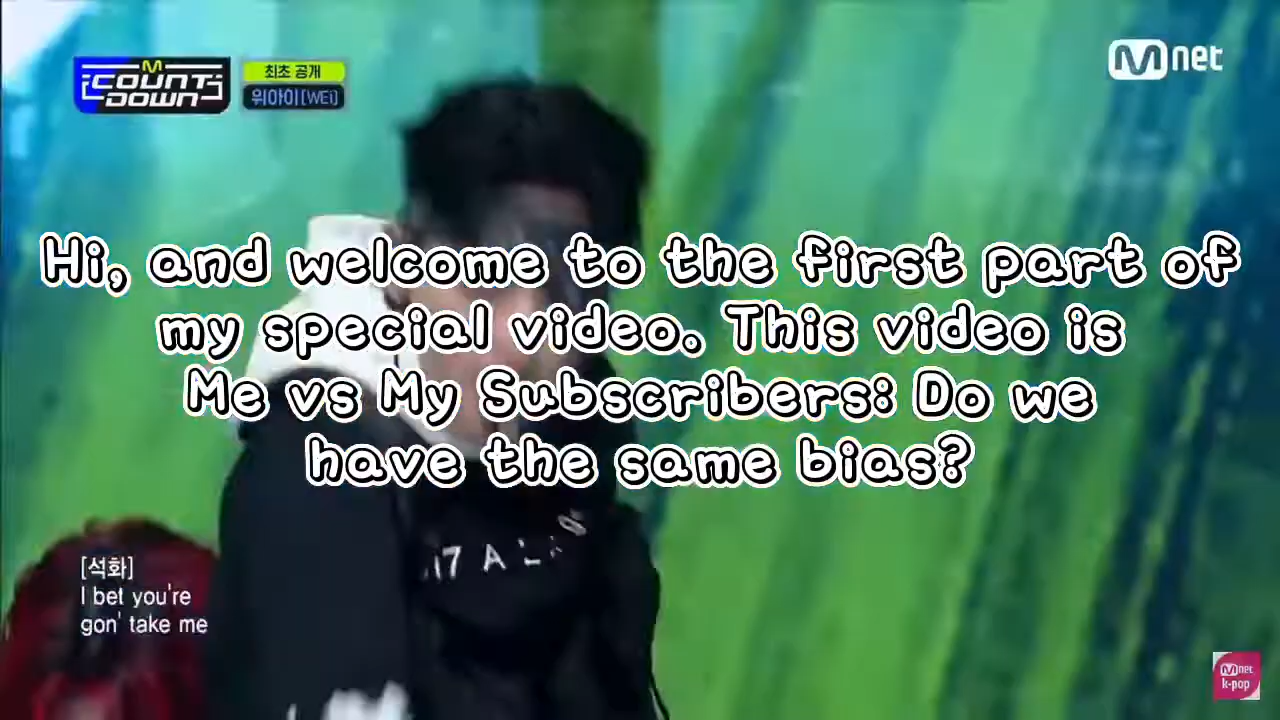 M
COUNT
DOWN
최초 공개
위아이[WEi]
Mnet
Hi, and welcome to the first part of
my special video. This video is
Me vs My Subscribers: Do we
have the same bias?
[석화]
I bet you're
gon' take me
Mnet
k-pop